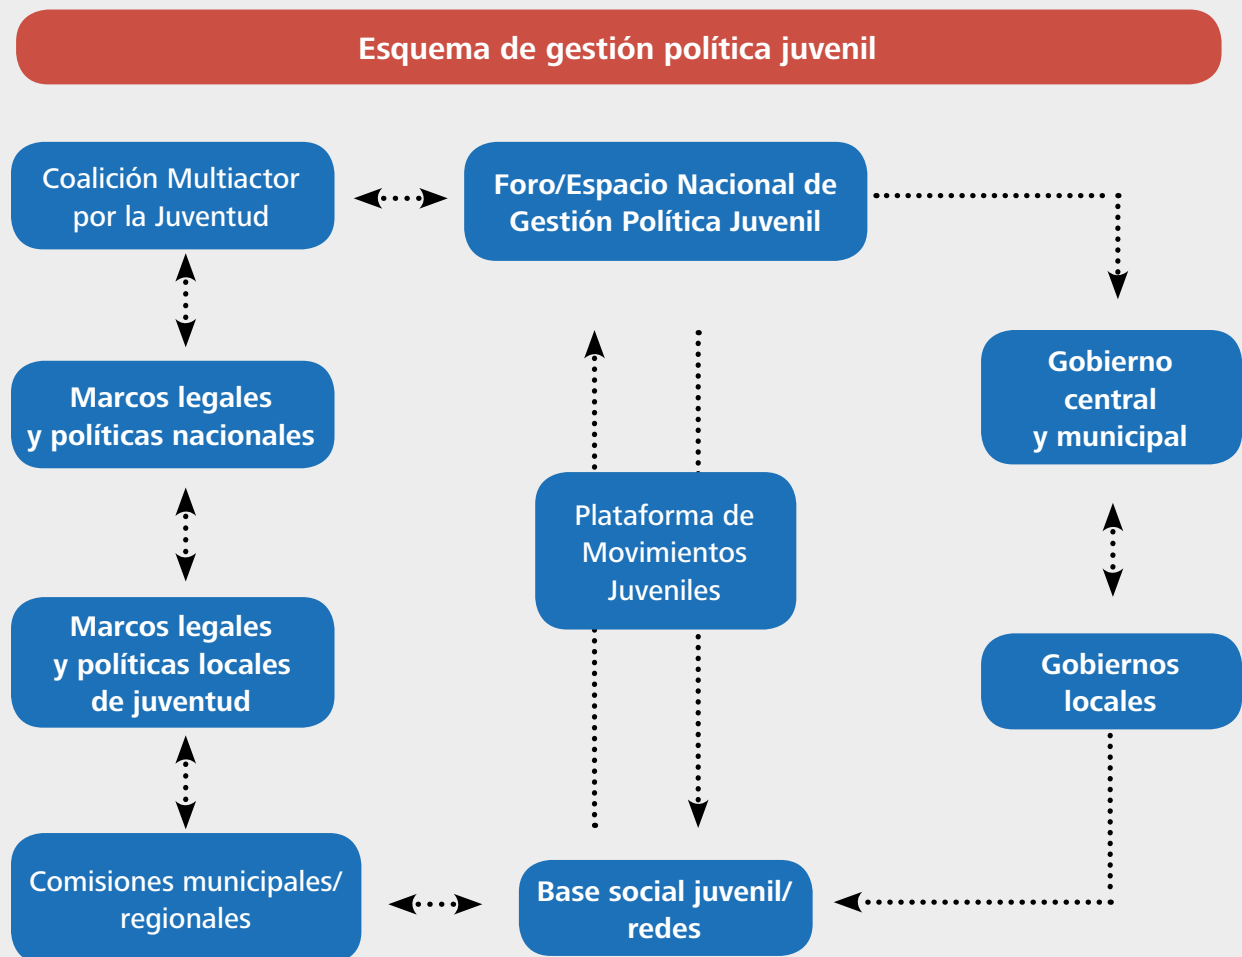 Esquema de gestión política juvenil
Coalición Multiactor
por la Juventud
Foro/Espacio Nacional de
Gestión Política Juvenil
Marcos legales
y políticas nacionales
Gobierno
central
y municipal
Plataforma de
Movimientos
Juveniles
Marcos legales
y políticas locales
de juventud
Gobiernos
locales
Comisiones municipales/
regionales
Base social juvenil/
redes